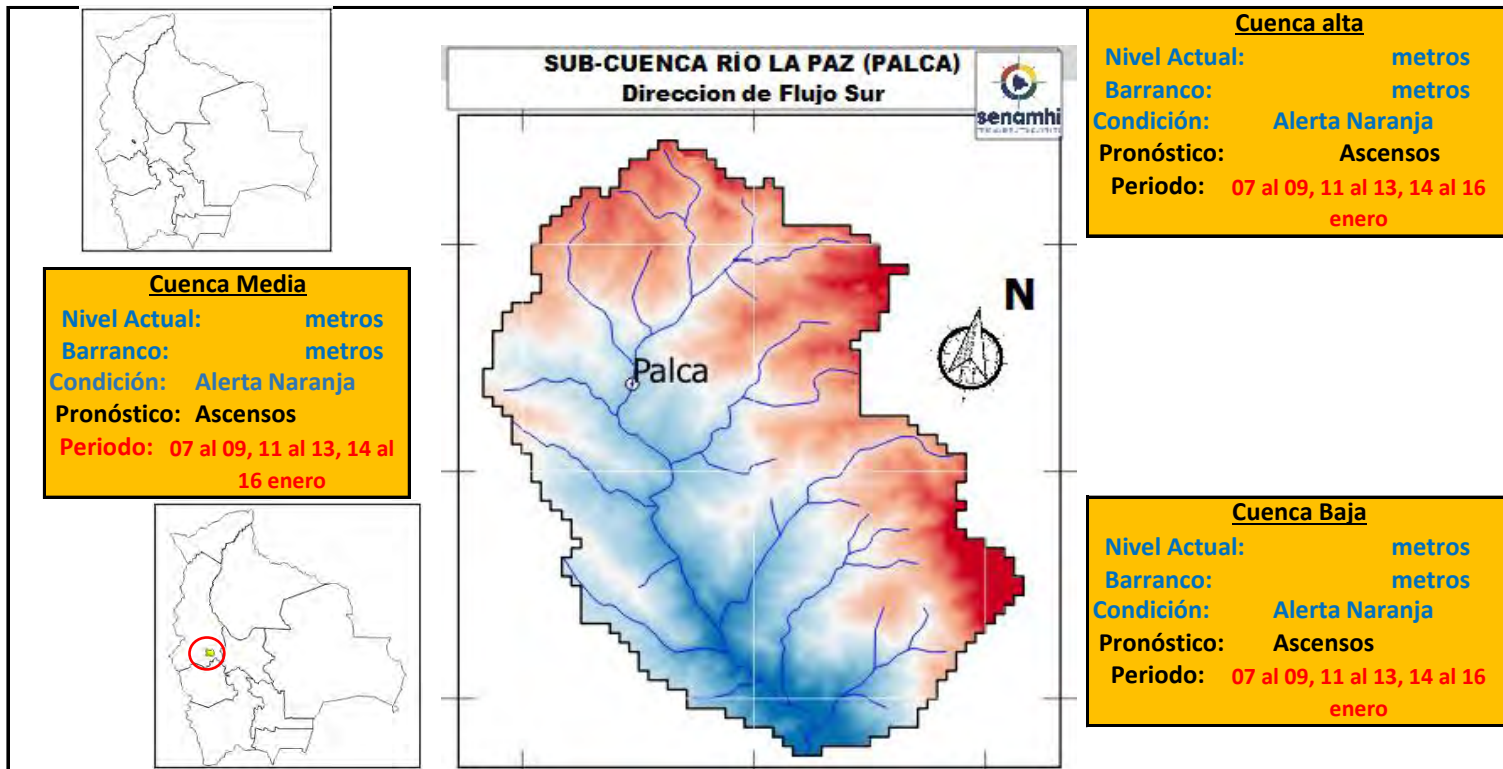 SUB-CUENCA RÍO LA PAZ (PALCA)
Direccion de Flujo Sur
senamhi
Cuenca alta
Nivel Actual: metros
Barranco: metros
Condición: Alerta Naranja
Pronóstico: Ascensos
Periodo: 07 al 09, 11 al 13, 14 al 16
enero
Cuenca Media
Nivel Actual: metros
Barranco: metros
Condición: Alerta Naranja
Pronóstico: Ascensos
Periodo: 07 al 09, 11 al 13, 14 al
16 enero
N
Palca
Cuenca Baja
Nivel Actual: metros
Barranco: metros
Condición: Alerta Naranja
Pronóstico: Ascensos
Periodo: 07 al 09, 11 al 13, 14 al 16
enero